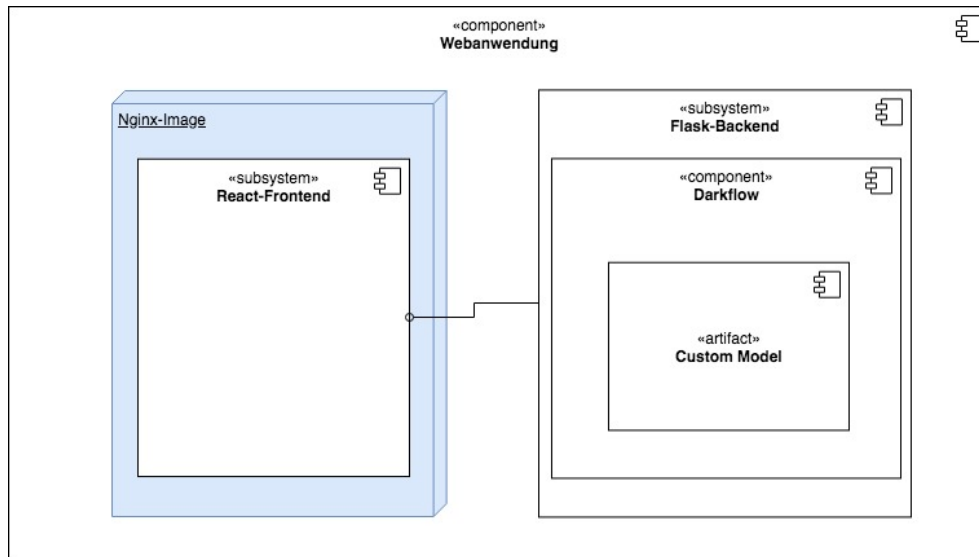 «component»
Webanwendung
Nginx-Image
«subsystem»
React-Frontend
«subsystem»
Flask-Backend
«component»
Darkflow
«artifact»
Custom Model